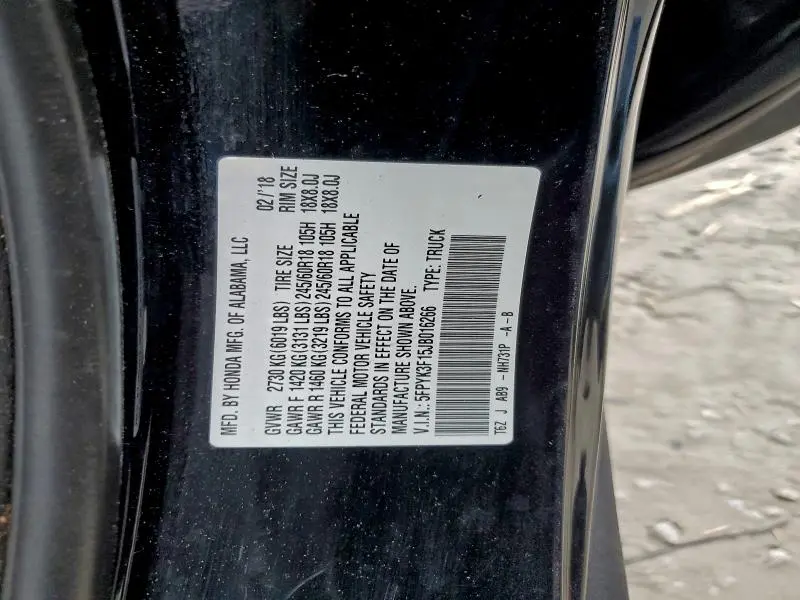 MFD. BY HONDA MFG. OF ALABAMA, LLC 02/'18
GVWR 2730 KG(6019 LBS) TIRE SIZE RIM SIZE
GAWR F 1420 KG(3131 LBS)245/60R18 105H 18X8.0J
GAWR R 1460 KG(3219 LBS)245/60R18 105H 18X8.0J
THIS VEHICLE CONFORMS TO ALL APPLICABLE
FEDERAL MOTOR VEHICLE SAFETY
STANDARDS IN EFFECT ON THE DATE OF
MANUFACTURE SHOWN ABOVE.
V.I.N.:5FPYK3F15JB016266 TYPE: TRUCK
T6Z J AB9 - NH731P -A-B